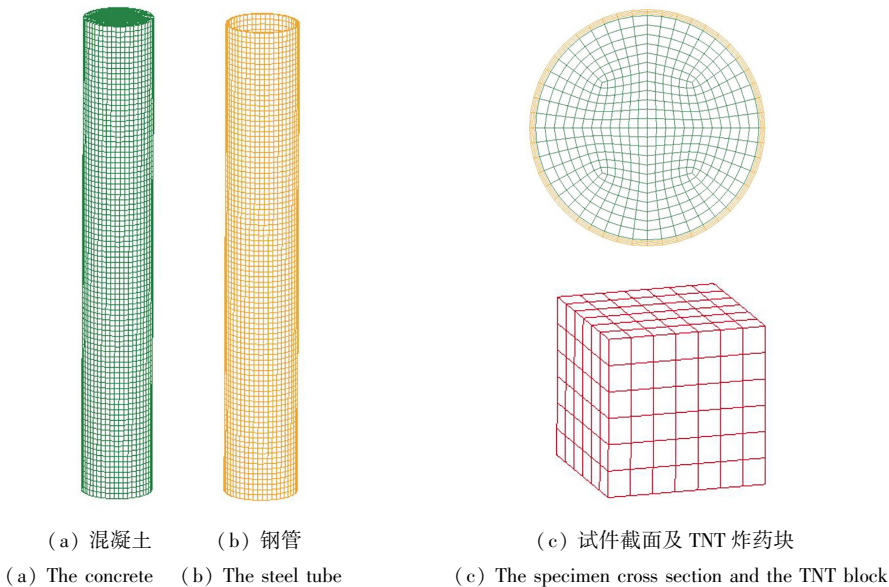 (a) 混凝土 (b) 钢管 (c) 试件截面及 TNT 炸药块
(a) The concrete (b) The steel tube (c) The specimen cross section and the TNT block